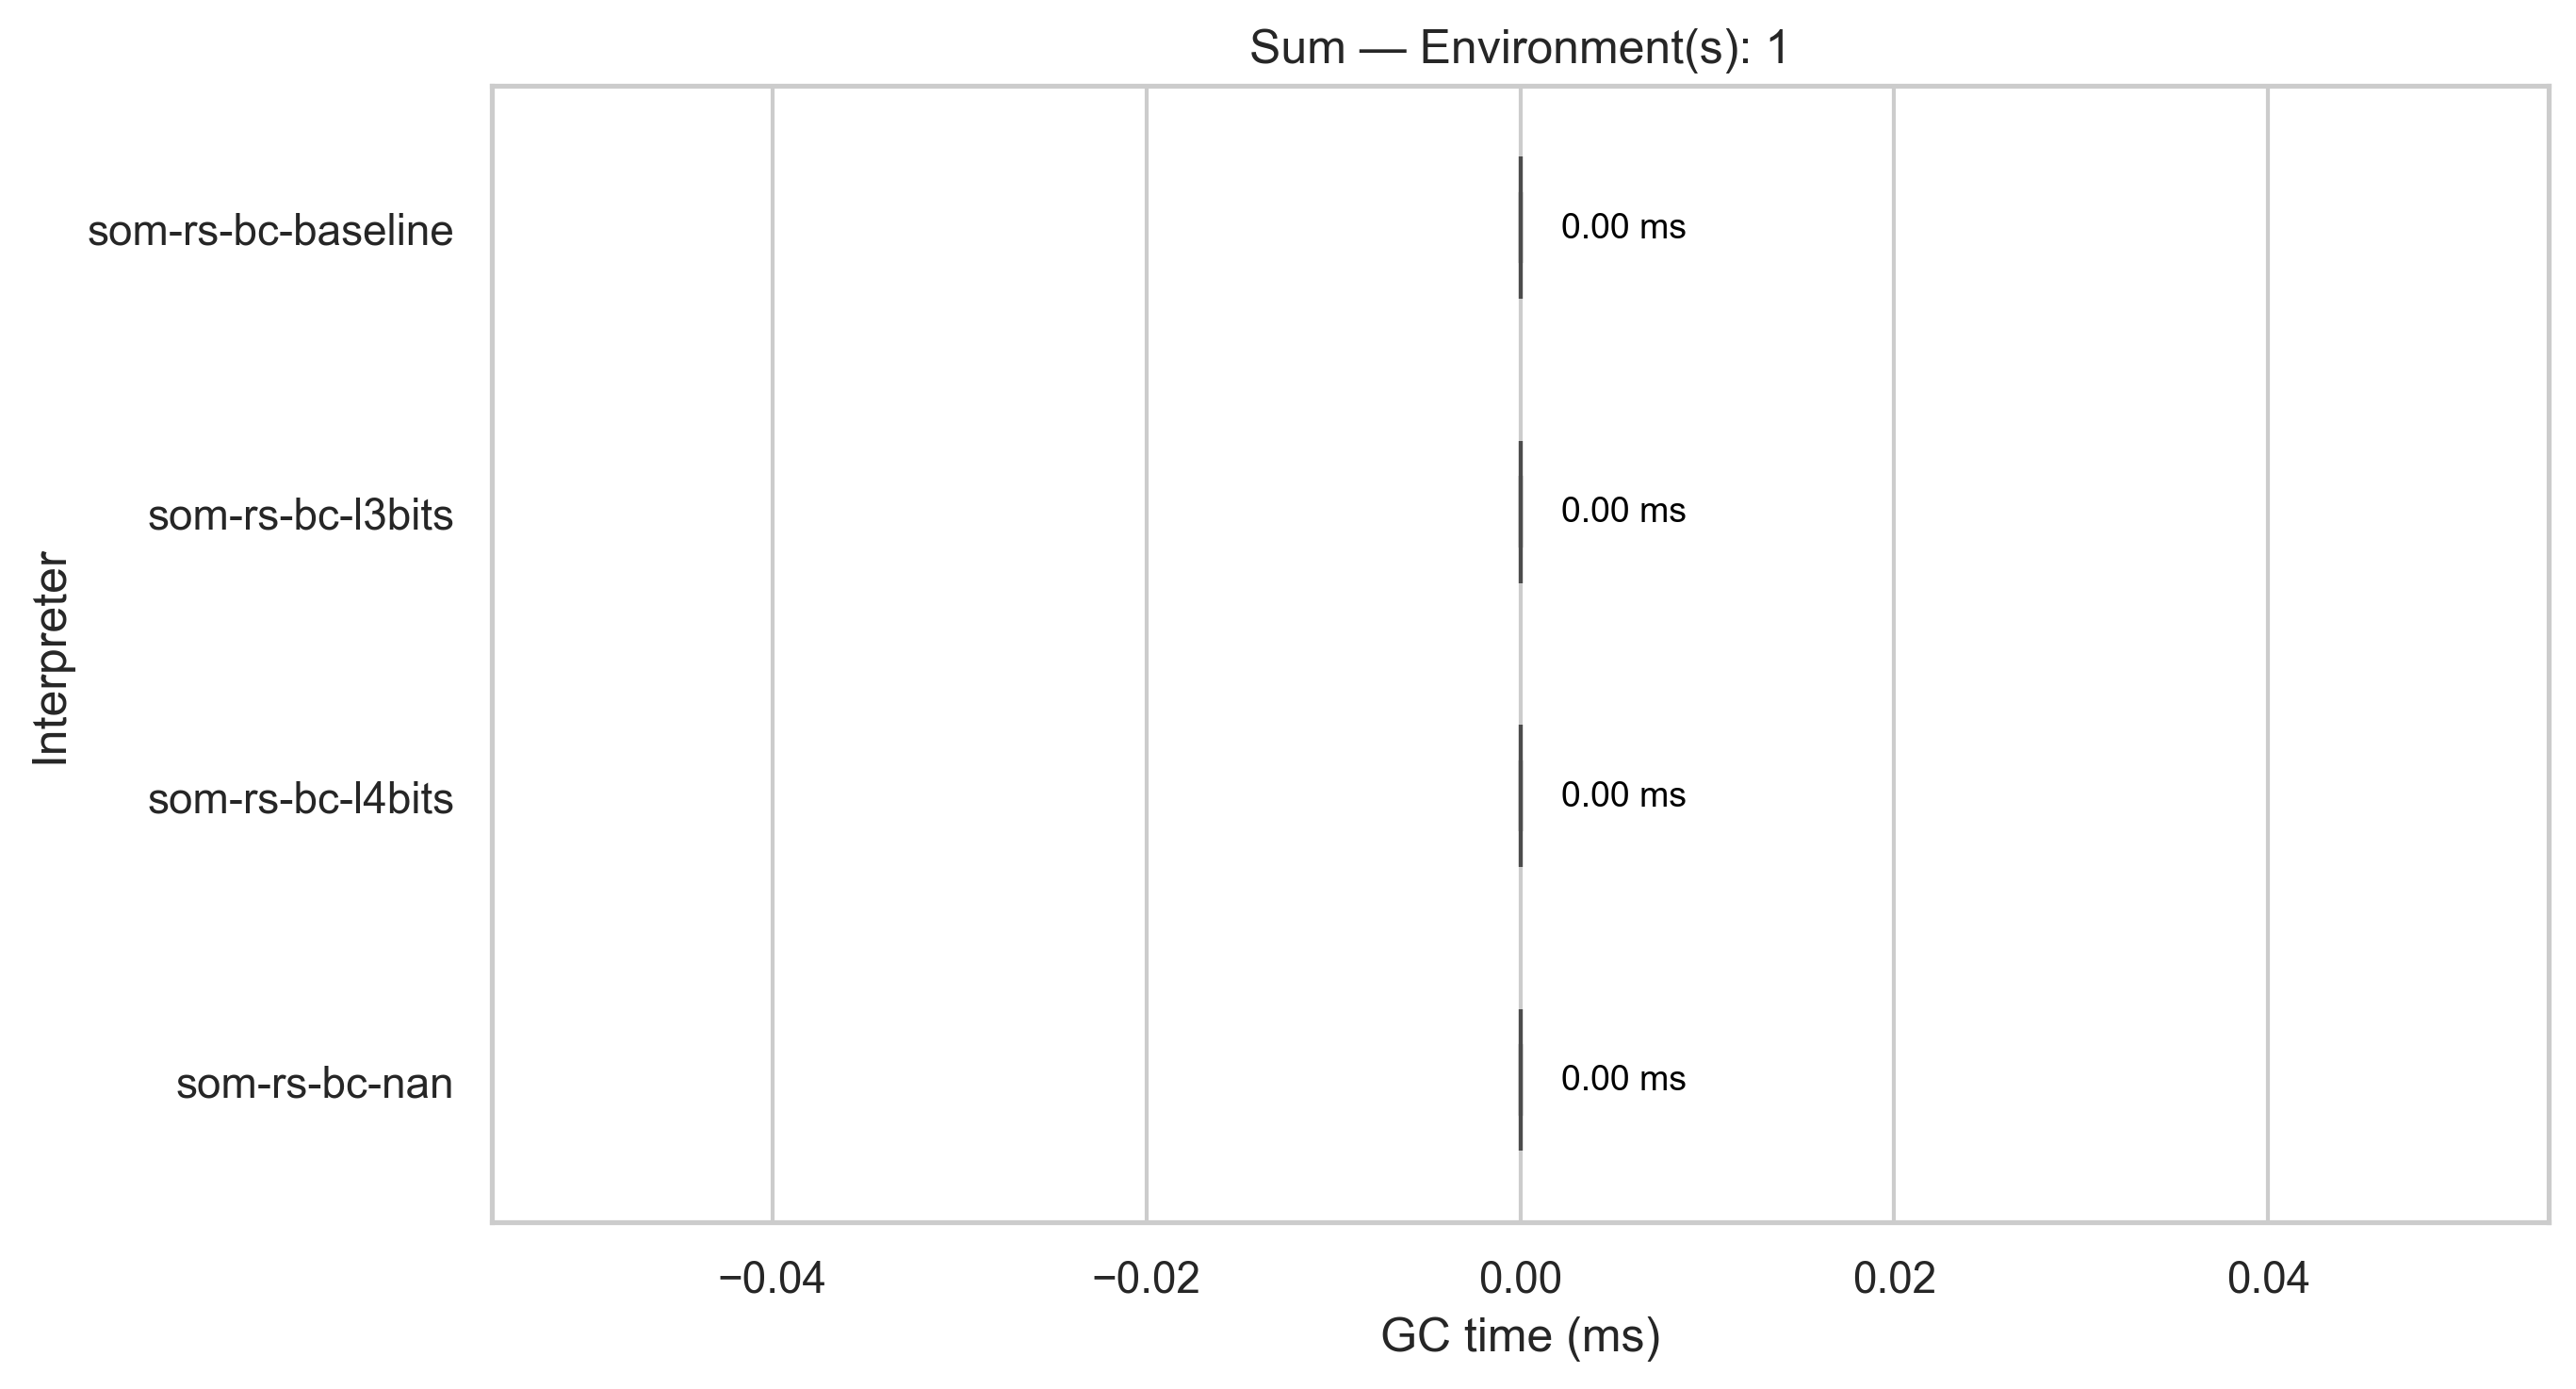 Sum — Environment(s): 1
Interpreter
som-rs-bc-baseline
0.00 ms
som-rs-bc-l3bits
0.00 ms
som-rs-bc-l4bits
0.00 ms
som-rs-bc-nan
0.00 ms
−0.04
−0.02
0.00
0.02
0.04
GC time (ms)